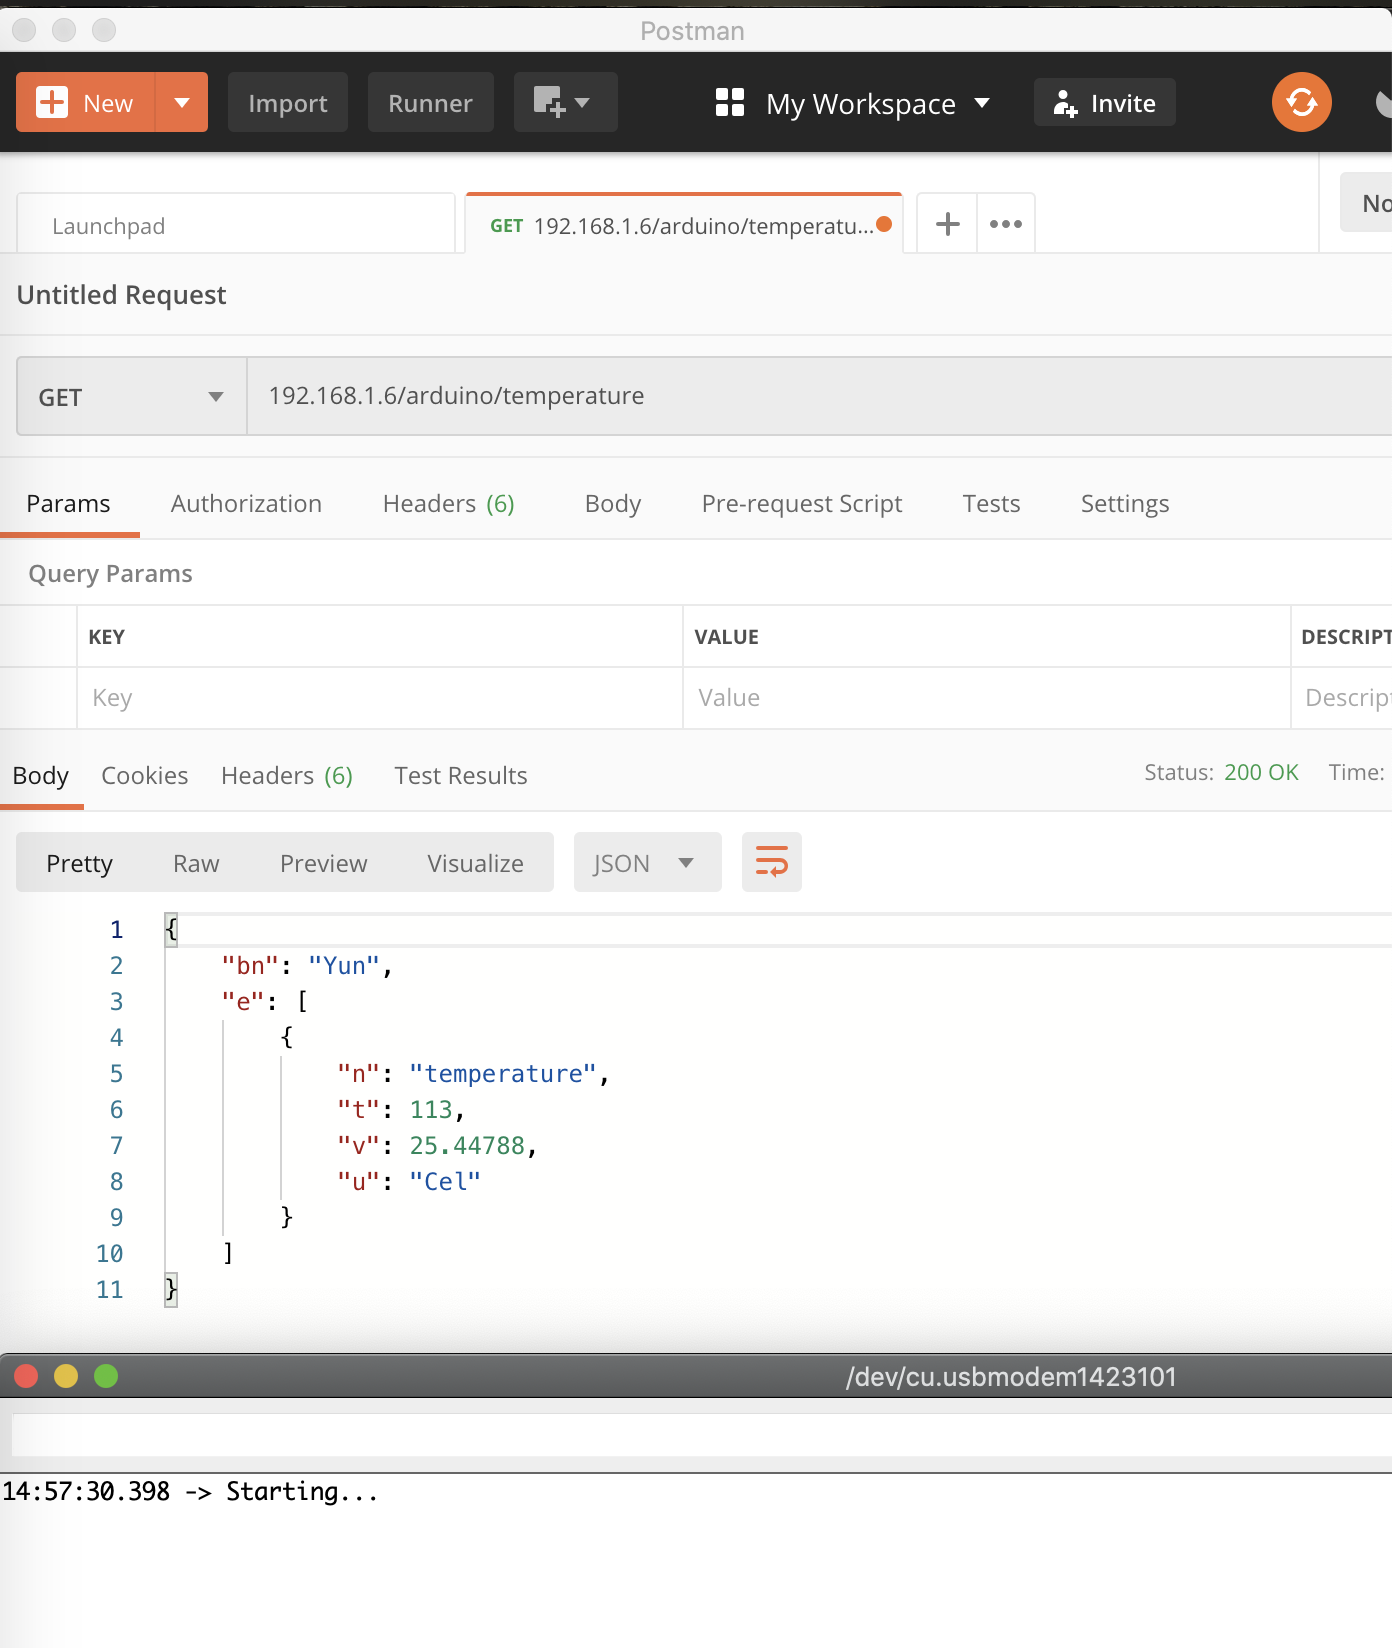 Postman
New Import Runner My Workspace Invite
Launchpad GET 192.168.1.6/arduino/temperatu... No
Untitled Request
GET 192.168.1.6/arduino/temperature
Params Authorization Headers (6) Body Pre-request Script Tests Settings
Query Params
KEY VALUE DESCRIPT
Key Value Descript
Body Cookies Headers (6) Test Results Status: 200 OK Time:
Pretty Raw Preview Visualize JSON
1 {
2 "bn": "Yun",
3 "e": [
4 {
5 "n": "temperature",
6 "t": 113,
7 "v": 25.44788,
8 "u": "Cel"
9 }
10 ]
11 }
/dev/cu.usbmodem1423101
14:57:30.398 -> Starting...